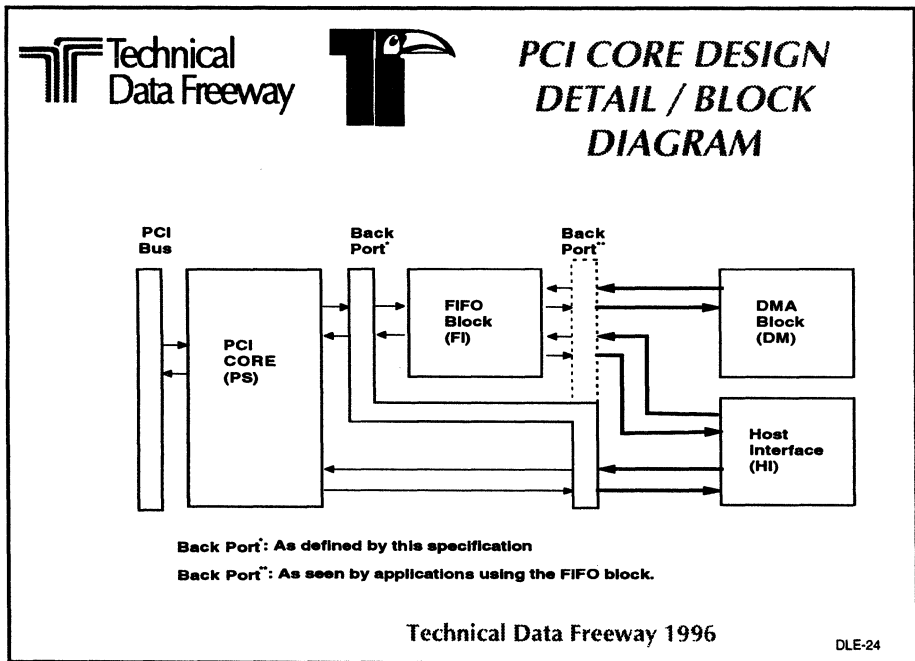 Technical
Data Freeway
PCI CORE DESIGN
DETAIL / BLOCK
DIAGRAM
PCI
Bus
Back
Port*
Back
Port**
PCI
CORE
(PS)
FIFO
Block
(FI)
DMA
Block
(DM)
Host
Interface
(HI)
Back Port*: As defined by this specification
Back Port**: As seen by applications using the FIFO block.
Technical Data Freeway 1996
DLE-24